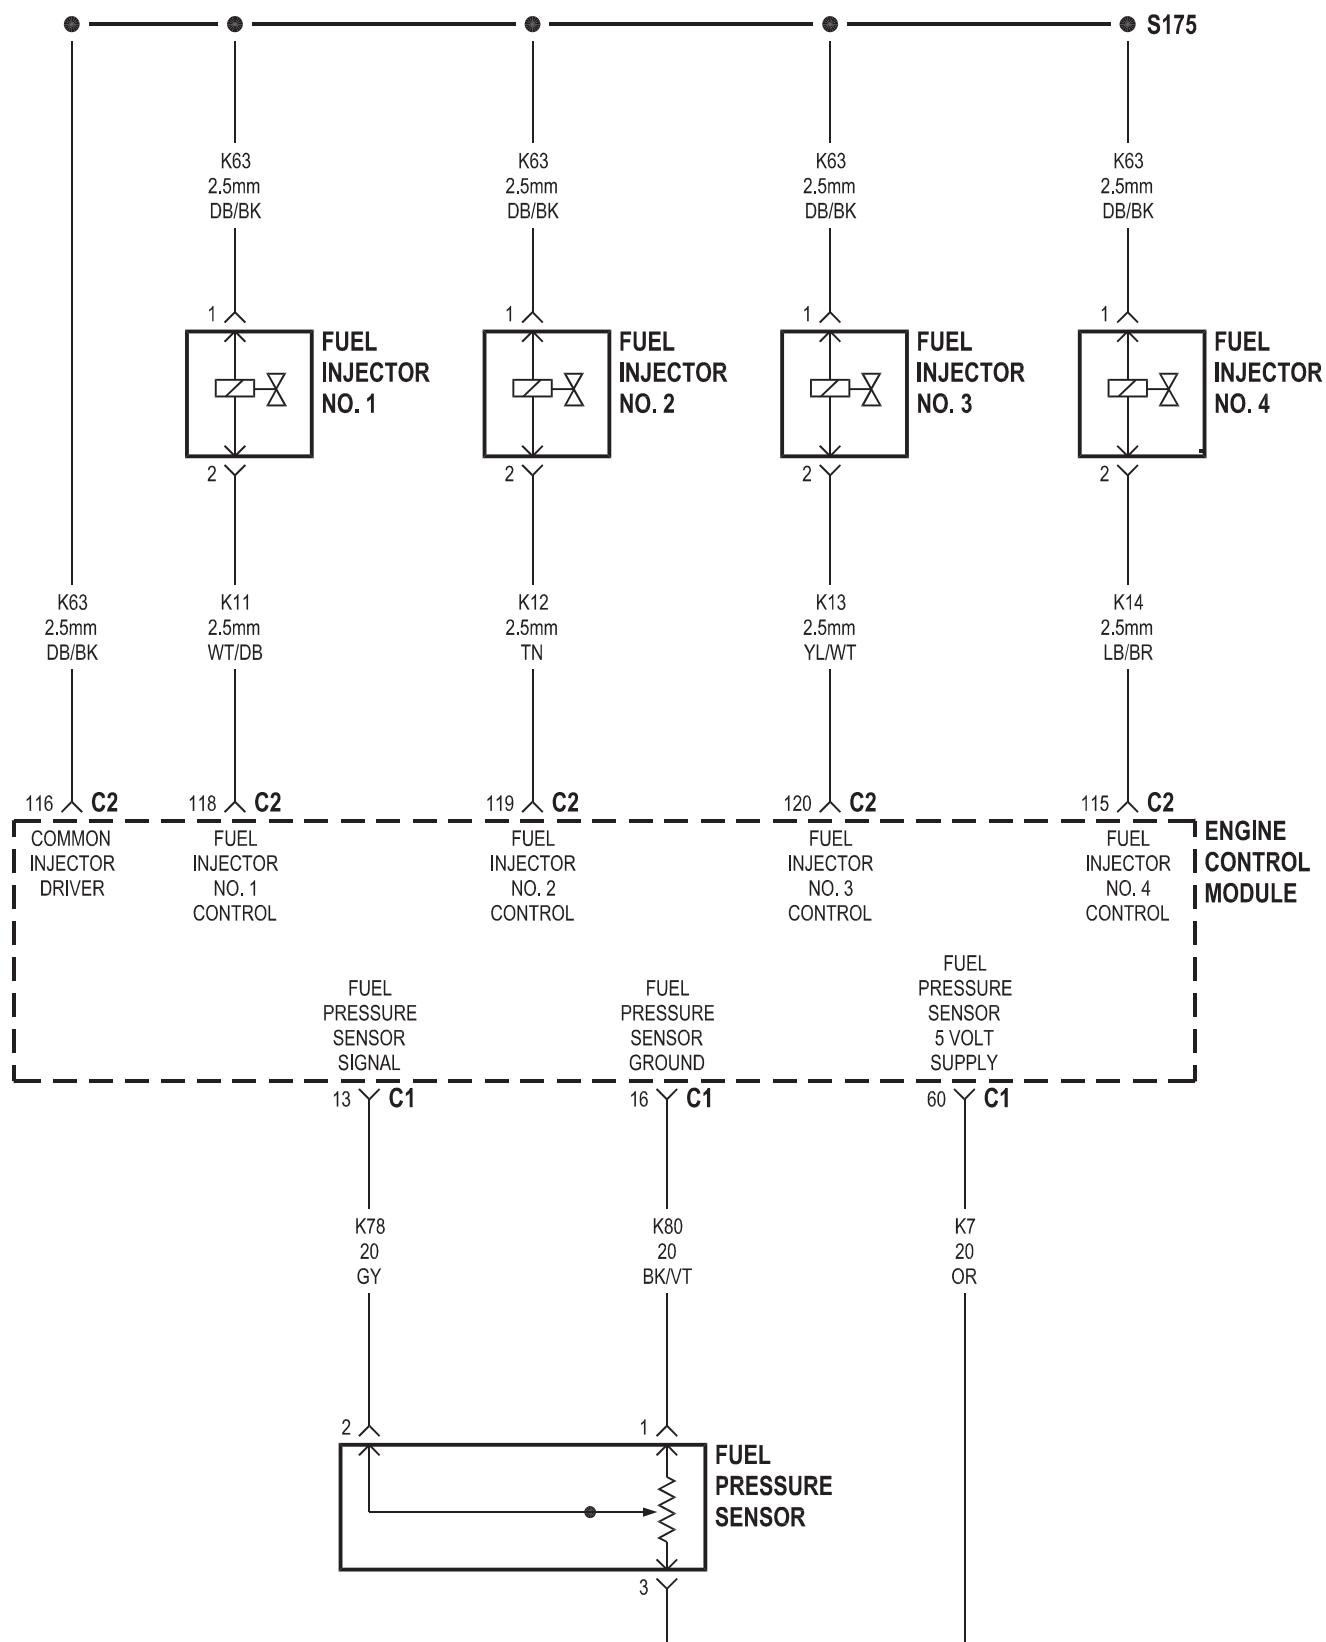 S175
K63
2.5mm
DB/BK
K63
2.5mm
DB/BK
K63
2.5mm
DB/BK
K63
2.5mm
DB/BK
1
FUEL
INJECTOR
NO. 1
2
1
FUEL
INJECTOR
NO. 2
2
1
FUEL
INJECTOR
NO. 3
2
1
FUEL
INJECTOR
NO. 4
2
K63
2.5mm
DB/BK
K11
2.5mm
WT/DB
K12
2.5mm
TN
K13
2.5mm
YL/WT
K14
2.5mm
LB/BR
116 C2
118 C2
119 C2
120 C2
115 C2
COMMON
INJECTOR
DRIVER
FUEL
INJECTOR
NO. 1
CONTROL
FUEL
INJECTOR
NO. 2
CONTROL
FUEL
INJECTOR
NO. 3
CONTROL
FUEL
INJECTOR
NO. 4
CONTROL
ENGINE
CONTROL
MODULE
FUEL
PRESSURE
SENSOR
SIGNAL
FUEL
PRESSURE
SENSOR
GROUND
FUEL
PRESSURE
SENSOR
5 VOLT
SUPPLY
13 C1
16 C1
60 C1
K78
20
GY
K80
20
BK/VT
K7
20
OR
2
1
FUEL
PRESSURE
SENSOR
3